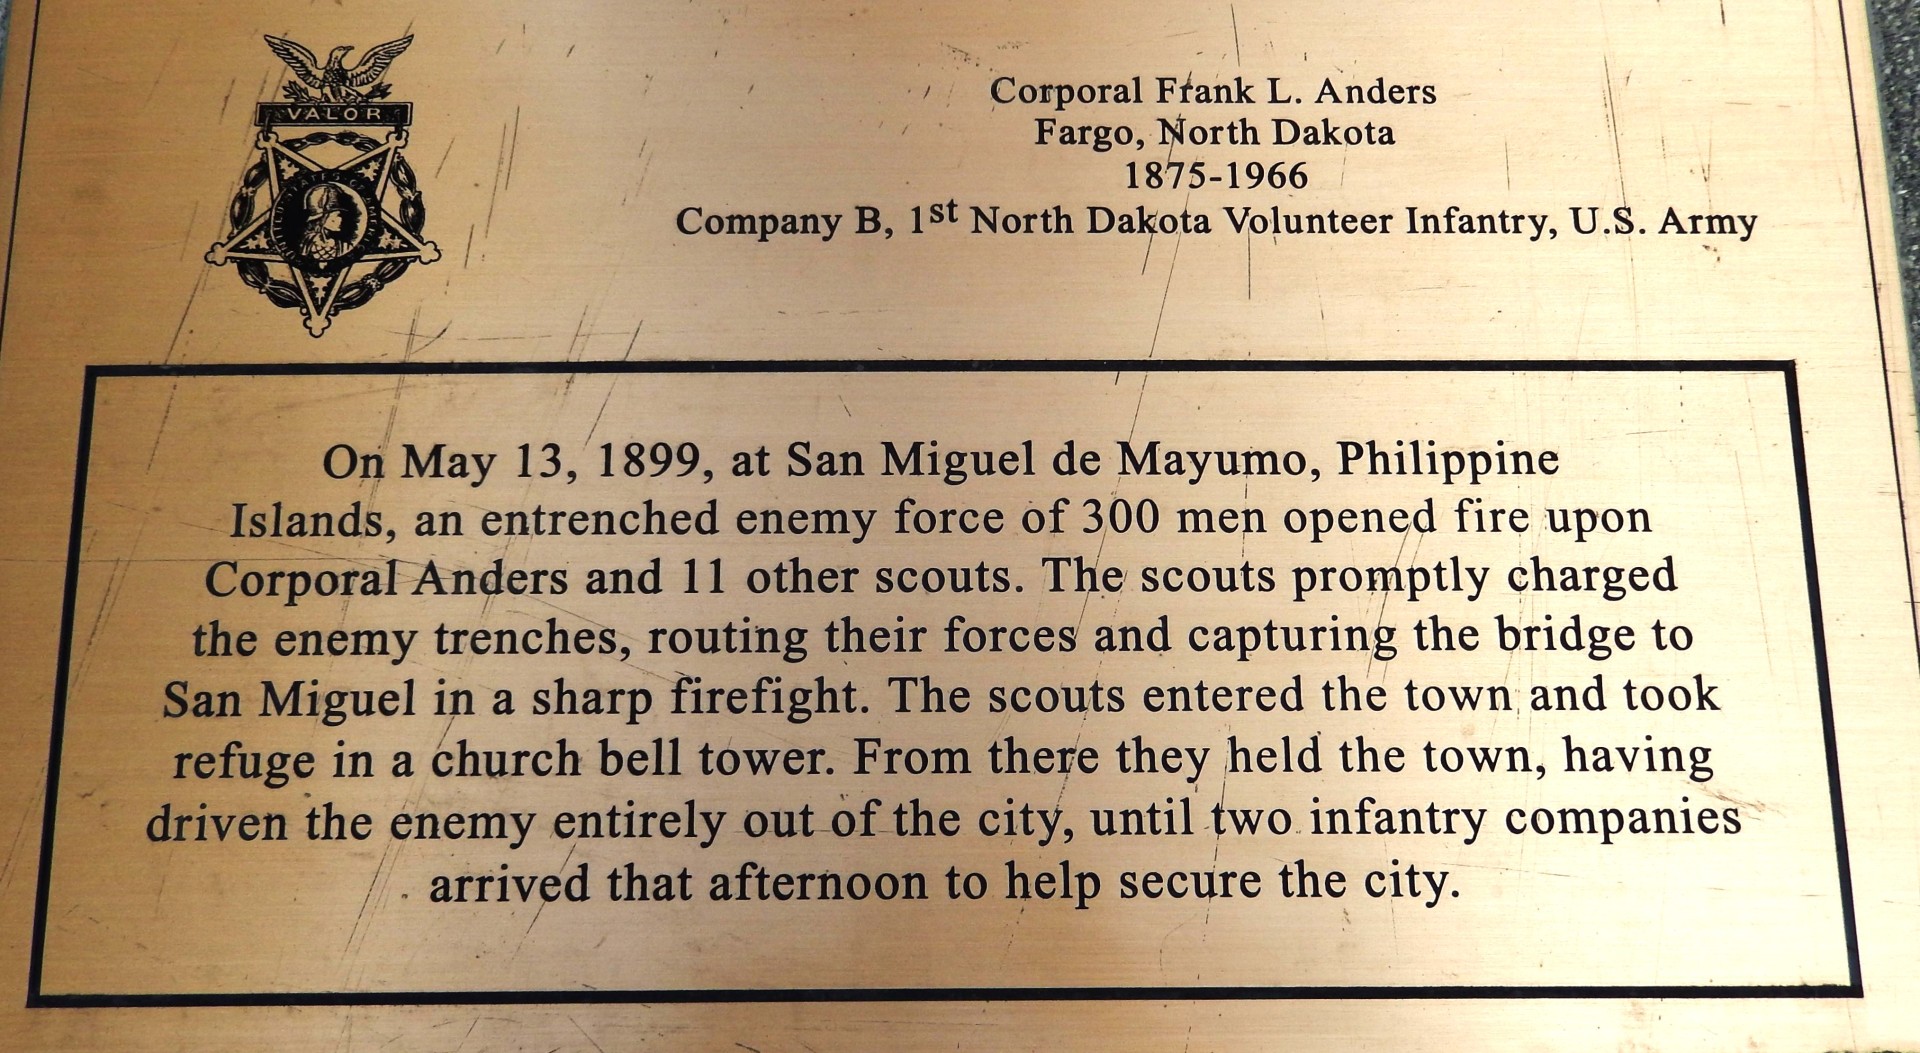 VALOR
Corporal Frank L. Anders
Fargo, North Dakota
1875-1966
Company B, 1st North Dakota Volunteer Infantry, U.S. Army
On May 13, 1899, at San Miguel de Mayumo, Philippine
Islands, an entrenched enemy force of 300 men opened fire upon
Corporal Anders and 11 other scouts. The scouts promptly charged
the enemy trenches, routing their forces and capturing the bridge to
San Miguel in a sharp firefight. The scouts entered the town and took
refuge in a church bell tower. From there they held the town, having
driven the enemy entirely out of the city, until two infantry companies
arrived that afternoon to help secure the city.